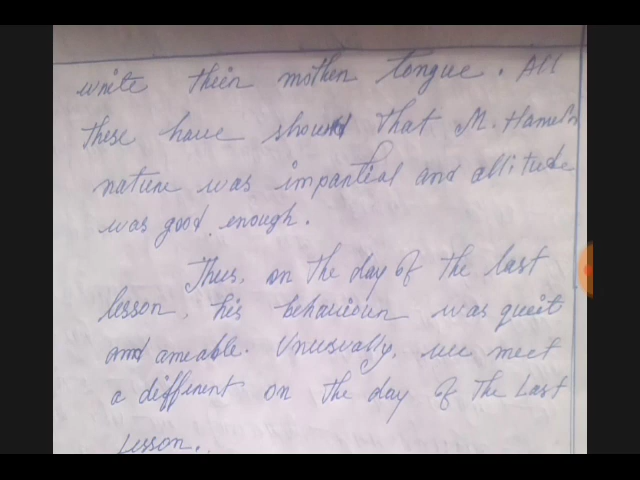 write their mother tongue. All
these have shown that M. Hamel's
nature was impartial and attitude
was good enough.
Thus, on the day of the last
lesson, his behaviour was queit
and ameable. Unusually, we meet
a different on the day of the Last
Lesson.